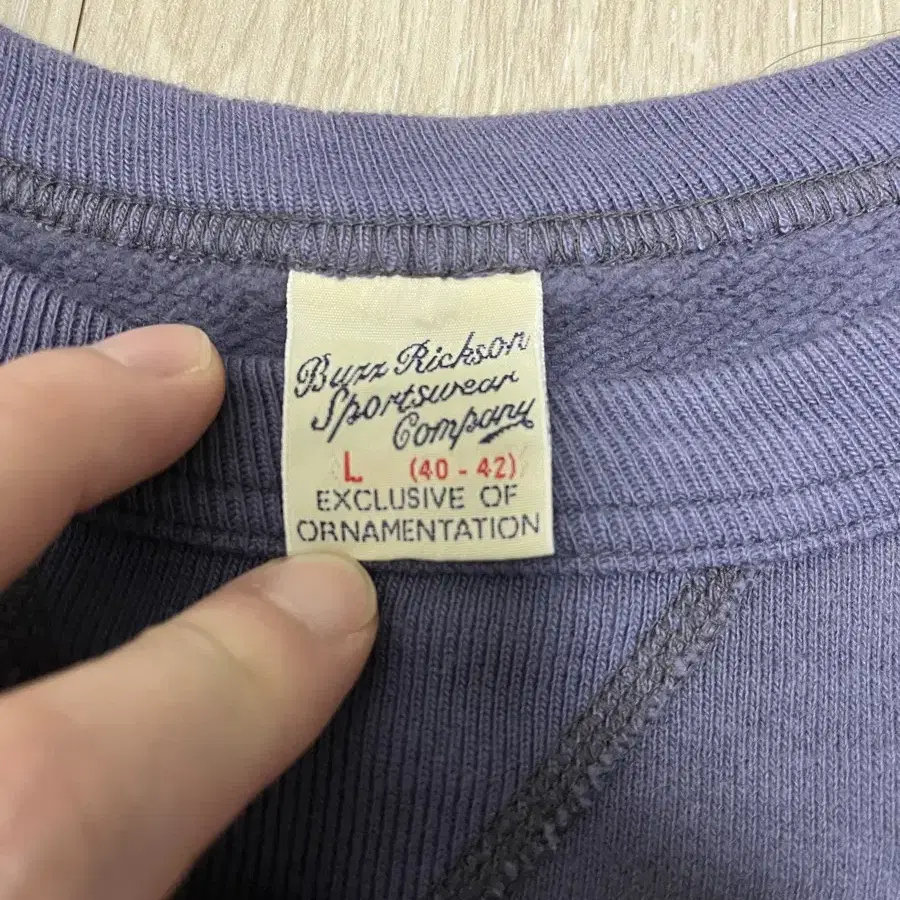 Buzz Rickson
Sportswear
Company
L (40 - 42)
EXCLUSIVE OF
ORNAMENTATION